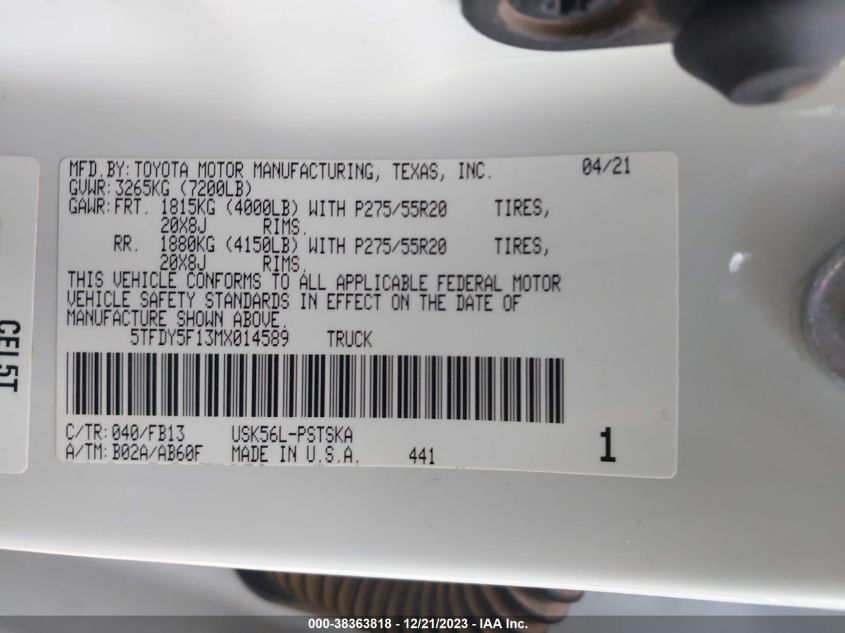 MFD.BY:TOYOTA MOTOR MANUFACTURING, TEXAS, INC. 04/21
GVWR:3265KG (7200LB)
GAWR:FRT. 1815KG (4000LB) WITH P275/55R20 TIRES,
20X8J RIMS.
RR. 1880KG (4150LB) WITH P275/55R20 TIRES,
20X8J RIMS.
THIS VEHICLE CONFORMS TO ALL APPLICABLE FEDERAL MOTOR
VEHICLE SAFETY STANDARDS IN EFFECT ON THE DATE OF
MANUFACTURE SHOWN ABOVE.
5TFDY5F13MX014589 TRUCK
C/TR:040/FB13 USK56L-PSTSKA
A/TM:B02A/AB60F MADE IN U.S.A. 441 1
000-38363818 - 12/21/2023 - IAA Inc.